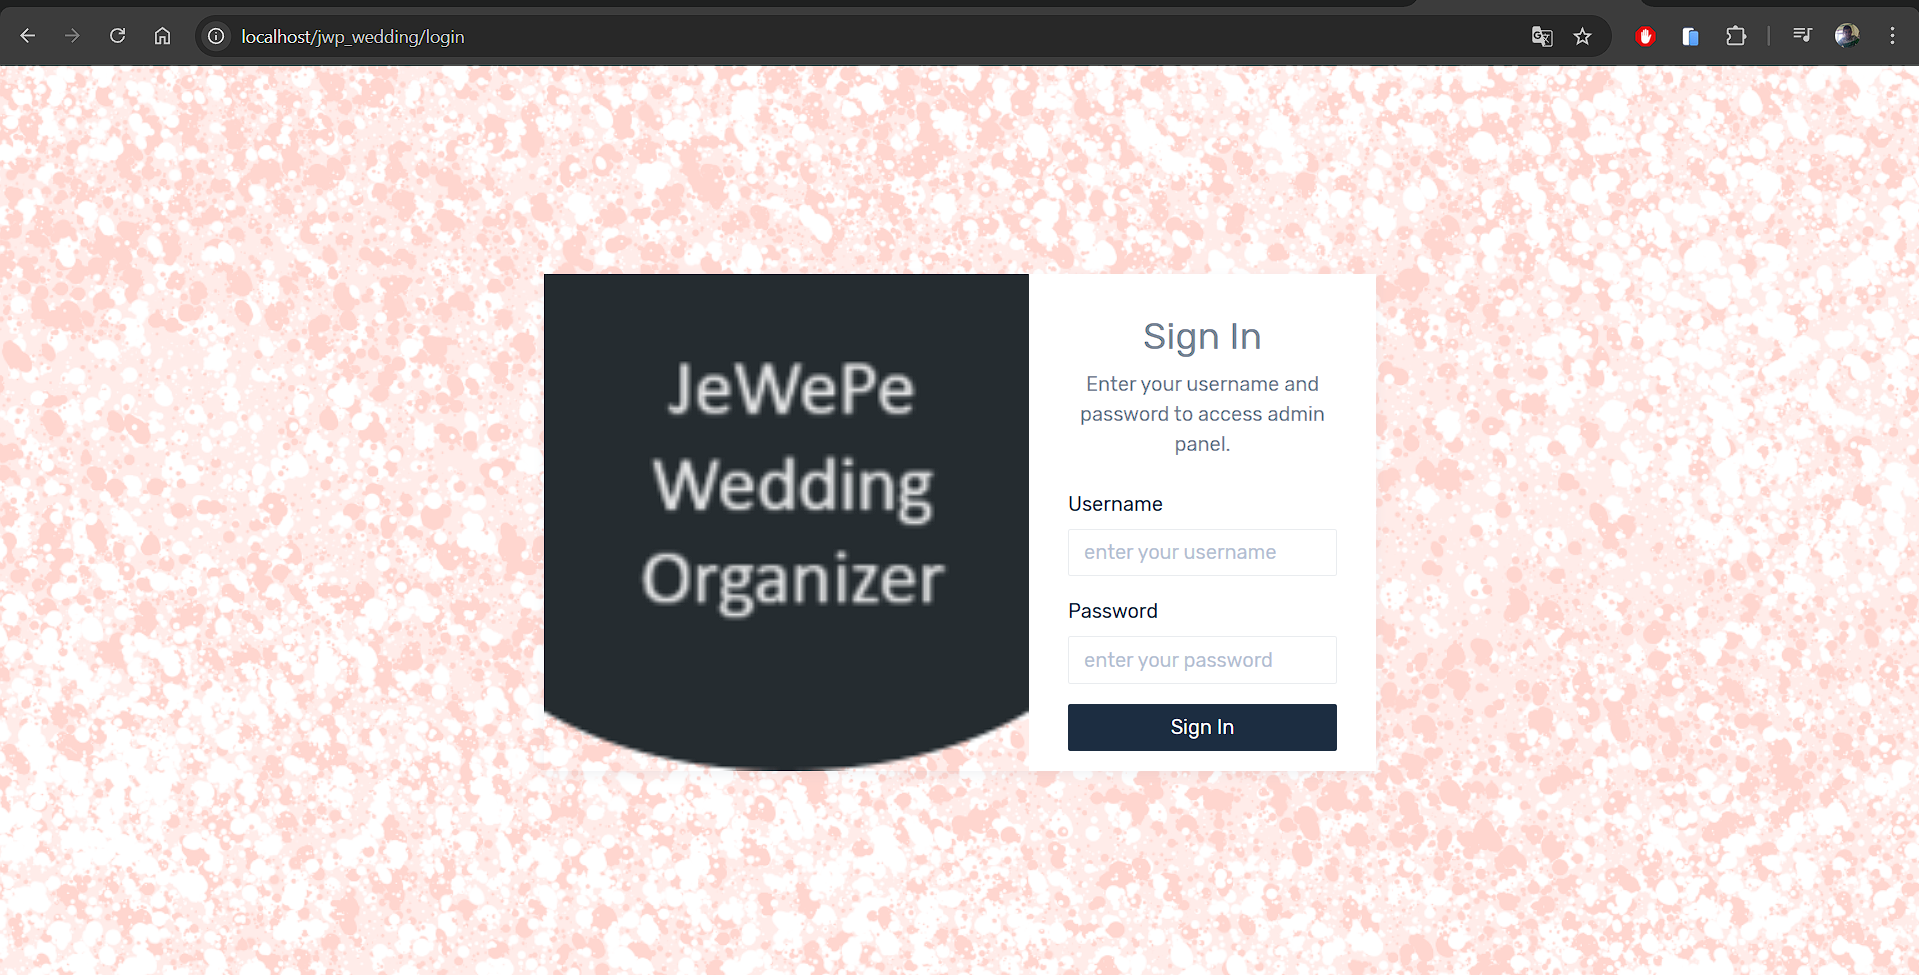 localhost/jwp_wedding/login
JeWePe
Wedding
Organizer
Sign In
Enter your username and
password to access admin
panel.
Username
enter your username
Password
enter your password
Sign In